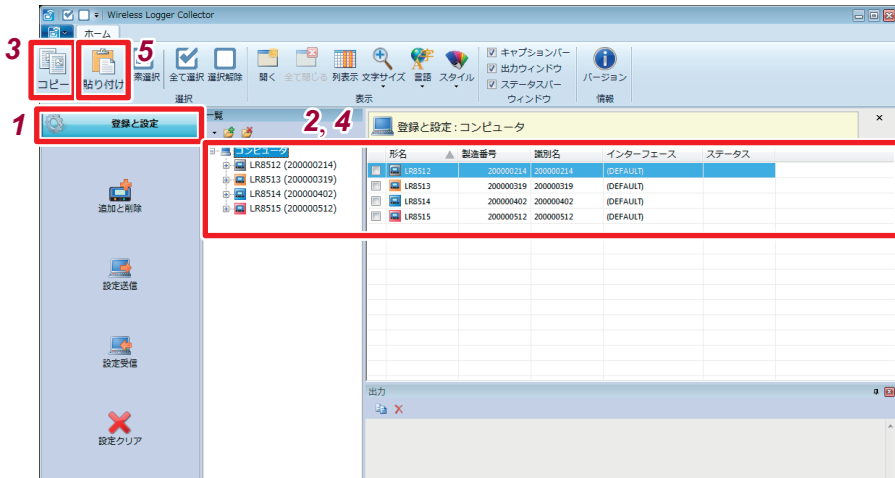 Wireless Logger Collector
ホーム
3
5
コピー
貼り付け
索選択
全て選択
選択解除
選択
開く
全て閉じる
列表示
文字サイズ
言語
スタイル
表示
キャプションバー
出力ウィンドウ
ステータスバー
ウィンドウ
バージョン
情報
1
登録と設定
一覧
2, 4
登録と設定 : コンピュータ
×
コンピュータ
LR8512 (200000214)
LR8513 (200000319)
LR8514 (200000402)
LR8515 (200000512)
形名 製造番号 識別名 インターフェース ステータス
LR8512 200000214 200000214 (DEFAULT)
LR8513 200000319 200000319 (DEFAULT)
LR8514 200000402 200000402 (DEFAULT)
LR8515 200000512 200000512 (DEFAULT)
追加と削除
設定送信
設定受信
設定クリア
出力